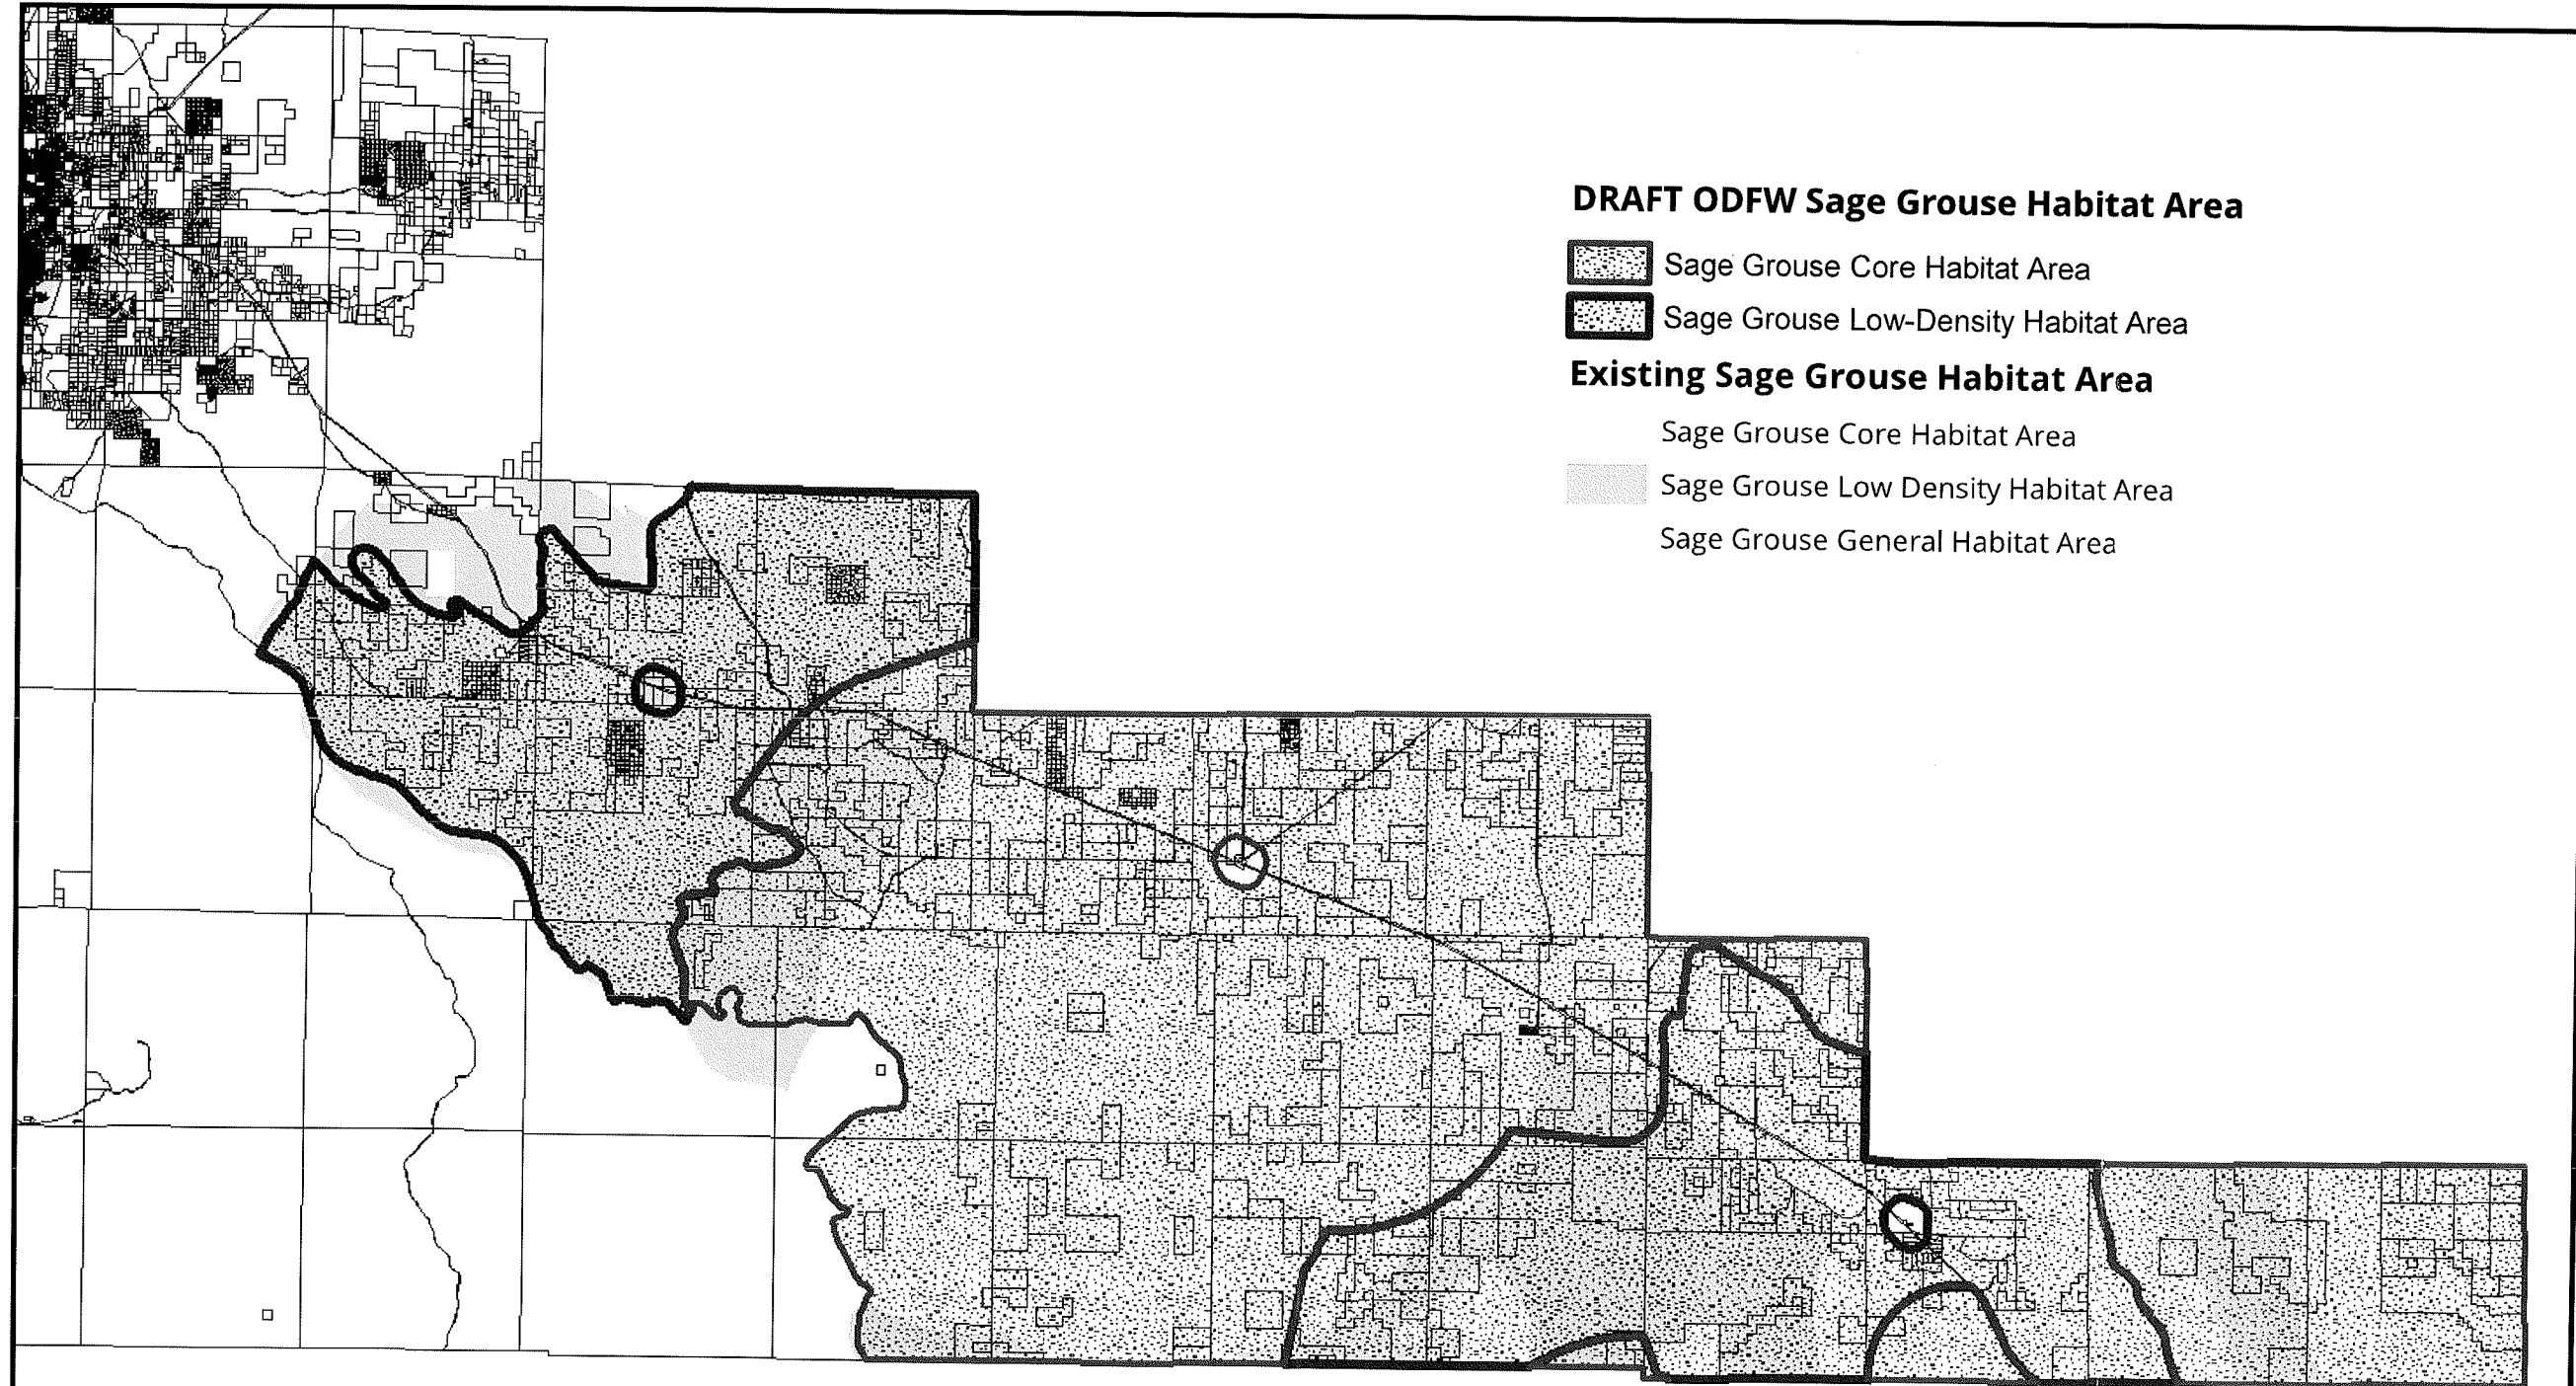 DRAFT ODFW Sage Grouse Habitat Area
Sage Grouse Core Habitat Area
Sage Grouse Low-Density Habitat Area
Existing Sage Grouse Habitat Area
Sage Grouse Core Habitat Area
Sage Grouse Low Density Habitat Area
Sage Grouse General Habitat Area